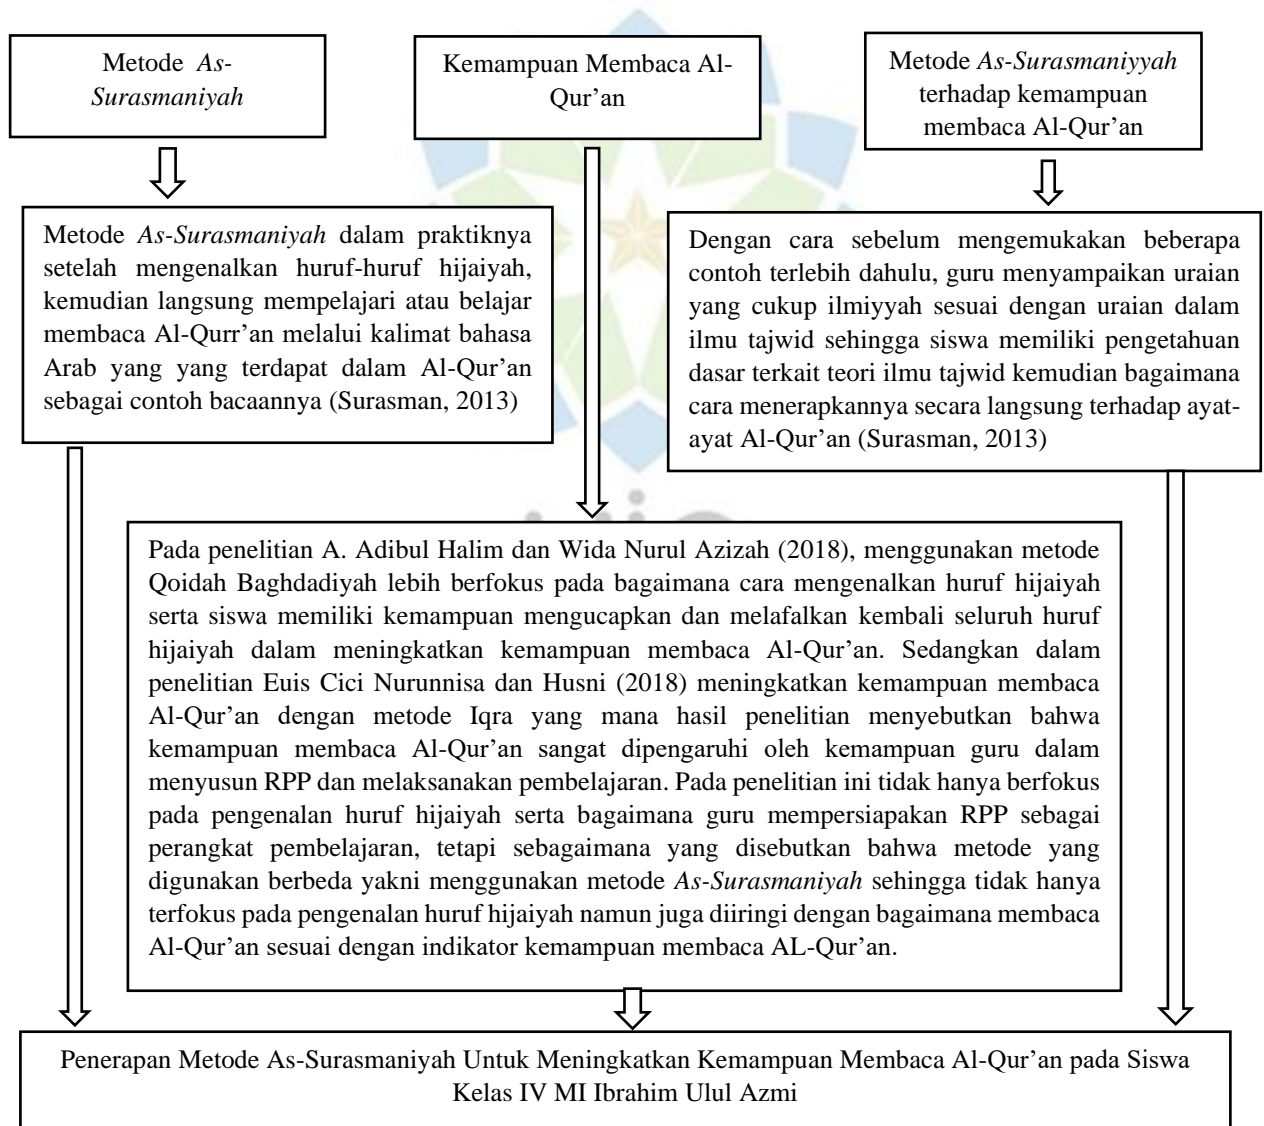 Metode As-
Surasmaniyah
Kemampuan Membaca Al-
Qur'an
Metode As-Surasmaniyyah
terhadap kemampuan
membaca Al-Qur'an
Metode As-Surasmaniyah dalam praktiknya
setelah mengenalkan huruf-huruf hijaiyah,
kemudian langsung mempelajari atau belajar
membaca Al-Qurr'an melalui kalimat bahasa
Arab yang yang terdapat dalam Al-Qur'an
sebagai contoh bacaannya (Surasman, 2013)
Dengan cara sebelum mengemukakan beberapa
contoh terlebih dahulu, guru menyampaikan uraian
yang cukup ilmiyyah sesuai dengan uraian dalam
ilmu tajwid sehingga siswa memiliki pengetahuan
dasar terkait teori ilmu tajwid kemudian bagaimana
cara menerapkannya secara langsung terhadap ayat-
ayat Al-Qur'an (Surasman, 2013)
Pada penelitian A. Adibul Halim dan Wida Nurul Azizah (2018), menggunakan metode
Qoidah Baghdadiyah lebih berfokus pada bagaimana cara mengenalkan huruf hijaiyah
serta siswa memiliki kemampuan mengucapkan dan melafalkan kembali seluruh huruf
hijaiyah dalam meningkatkan kemampuan membaca Al-Qur'an. Sedangkan dalam
penelitian Euis Cici Nurunnisa dan Husni (2018) meningkatkan kemampuan membaca
Al-Qur'an dengan metode Iqra yang mana hasil penelitian menyebutkan bahwa
kemampuan membaca Al-Qur'an sangat dipengaruhi oleh kemampuan guru dalam
menyusun RPP dan melaksanakan pembelajaran. Pada penelitian ini tidak hanya berfokus
pada pengenalan huruf hijaiyah serta bagaimana guru mempersiapakan RPP sebagai
perangkat pembelajaran, tetapi sebagaimana yang disebutkan bahwa metode yang
digunakan berbeda yakni menggunakan metode As-Surasmaniyah sehingga tidak hanya
terfokus pada pengenalan huruf hijaiyah namun juga diiringi dengan bagaimana membaca
Al-Qur'an sesuai dengan indikator kemampuan membaca AL-Qur'an.
Penerapan Metode As-Surasmaniyah Untuk Meningkatkan Kemampuan Membaca Al-Qur'an pada Siswa
Kelas IV MI Ibrahim Ulul Azmi